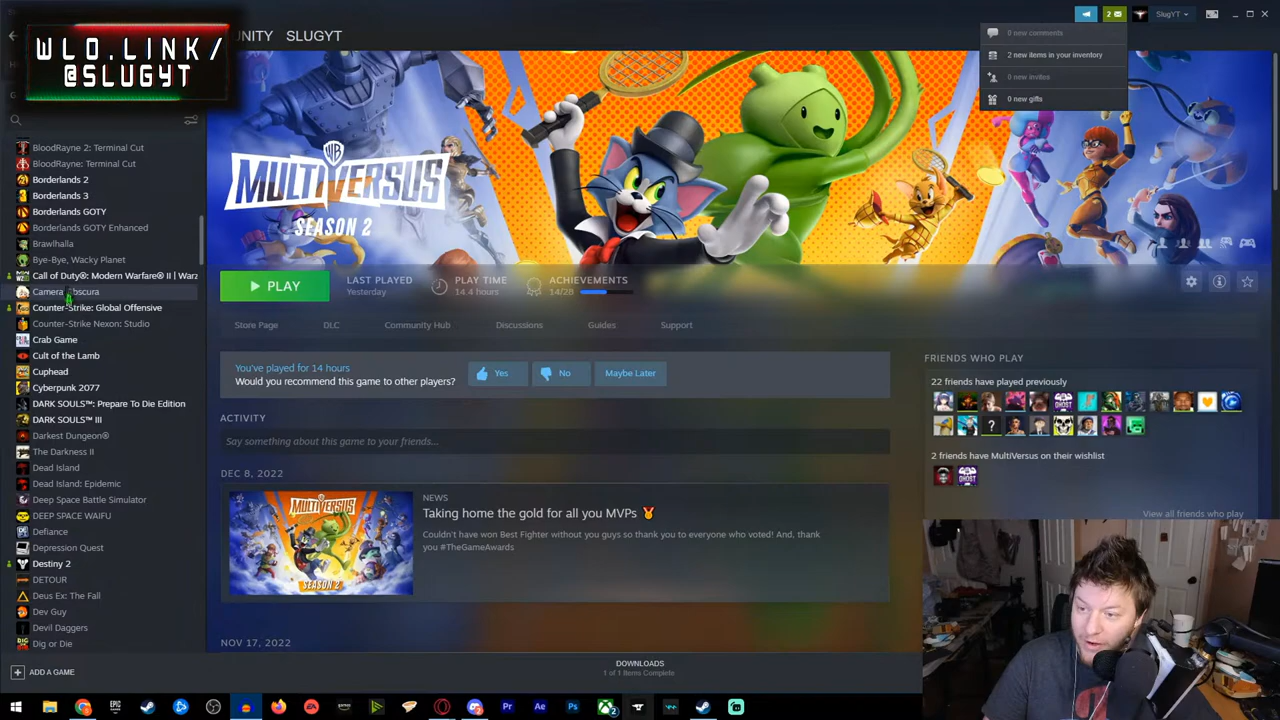 WLO.LINK/
@SLUGYT
UNITY SLUGYT
2
SlugYT
0 new comments
2 new items in your inventory
0 new invites
0 new gifts
BloodRayne 2: Terminal Cut
BloodRayne: Terminal Cut
Borderlands 2
Borderlands 3
Borderlands GOTY
Borderlands GOTY Enhanced
Brawlhalla
Bye-Bye, Wacky Planet
Call of Duty®: Modern Warfare® II | Warz
Camera Obscura
Counter-Strike: Global Offensive
Counter-Strike Nexon: Studio
Crab Game
Cult of the Lamb
Cuphead
Cyberpunk 2077
DARK SOULS™: Prepare To Die Edition
DARK SOULS™ III
Darkest Dungeon®
The Darkness II
Dead Island
Dead Island: Epidemic
Deep Space Battle Simulator
DEEP SPACE WAIFU
Defiance
Depression Quest
Destiny 2
DETOUR
Deus Ex: The Fall
Dev Guy
Devil Daggers
Dig or Die
ADD A GAME
WB
MULTIVERSUS
SEASON 2
PLAY
LAST PLAYED
Yesterday
PLAY TIME
14.4 hours
ACHIEVEMENTS
14/28
Store Page DLC Community Hub Discussions Guides Support
You've played for 14 hours
Would you recommend this game to other players?
Yes No Maybe Later
ACTIVITY
Say something about this game to your friends...
DEC 8, 2022
MULTIVERSUS
SEASON 2
NEWS
Taking home the gold for all you MVPs 🏅
Couldn't have won Best Fighter without you guys so thank you to everyone who voted! And, thank
you #TheGameAwards
NOV 17, 2022
FRIENDS WHO PLAY
22 friends have played previously
2 friends have MultiVersus on their wishlist
View all friends who play
DOWNLOADS
1 of 1 Items Complete